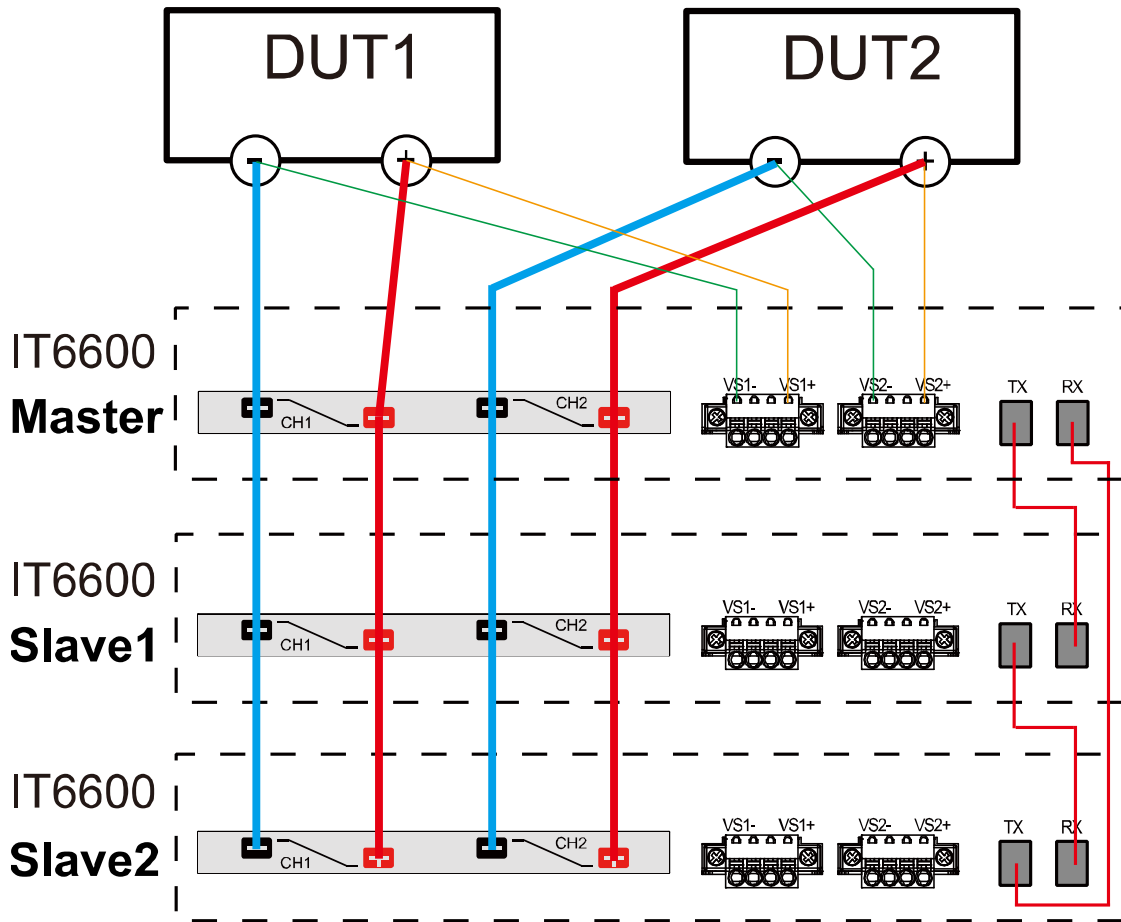 DUT1 DUT2
- + - +
IT6600
Master
CH1 CH2
VS1- VS1+ VS2- VS2+ TX RX
IT6600
Slave1
CH1 CH2
VS1- VS1+ VS2- VS2+ TX RX
IT6600
Slave2
CH1 CH2
VS1- VS1+ VS2- VS2+ TX RX